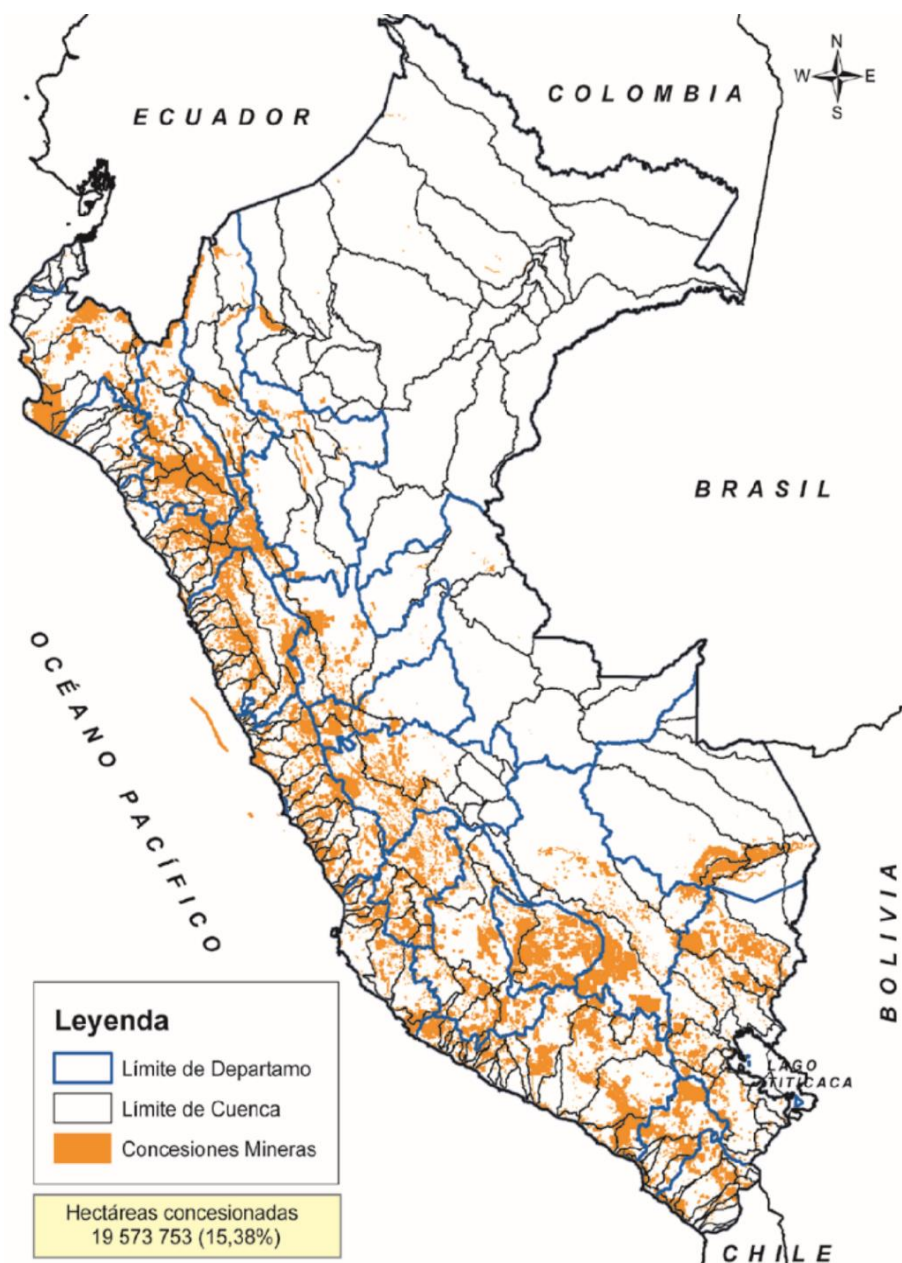 N
W E
S
COLOMBIA
ECUADOR
BRASIL
OCÉANO PACÍFICO
BOLIVIA
LAGO
TITICACA
Leyenda
Límite de Departamo
Límite de Cuenca
Concesiones Mineras
Hectáreas concesionadas
19 573 753 (15,38%)
CHILE